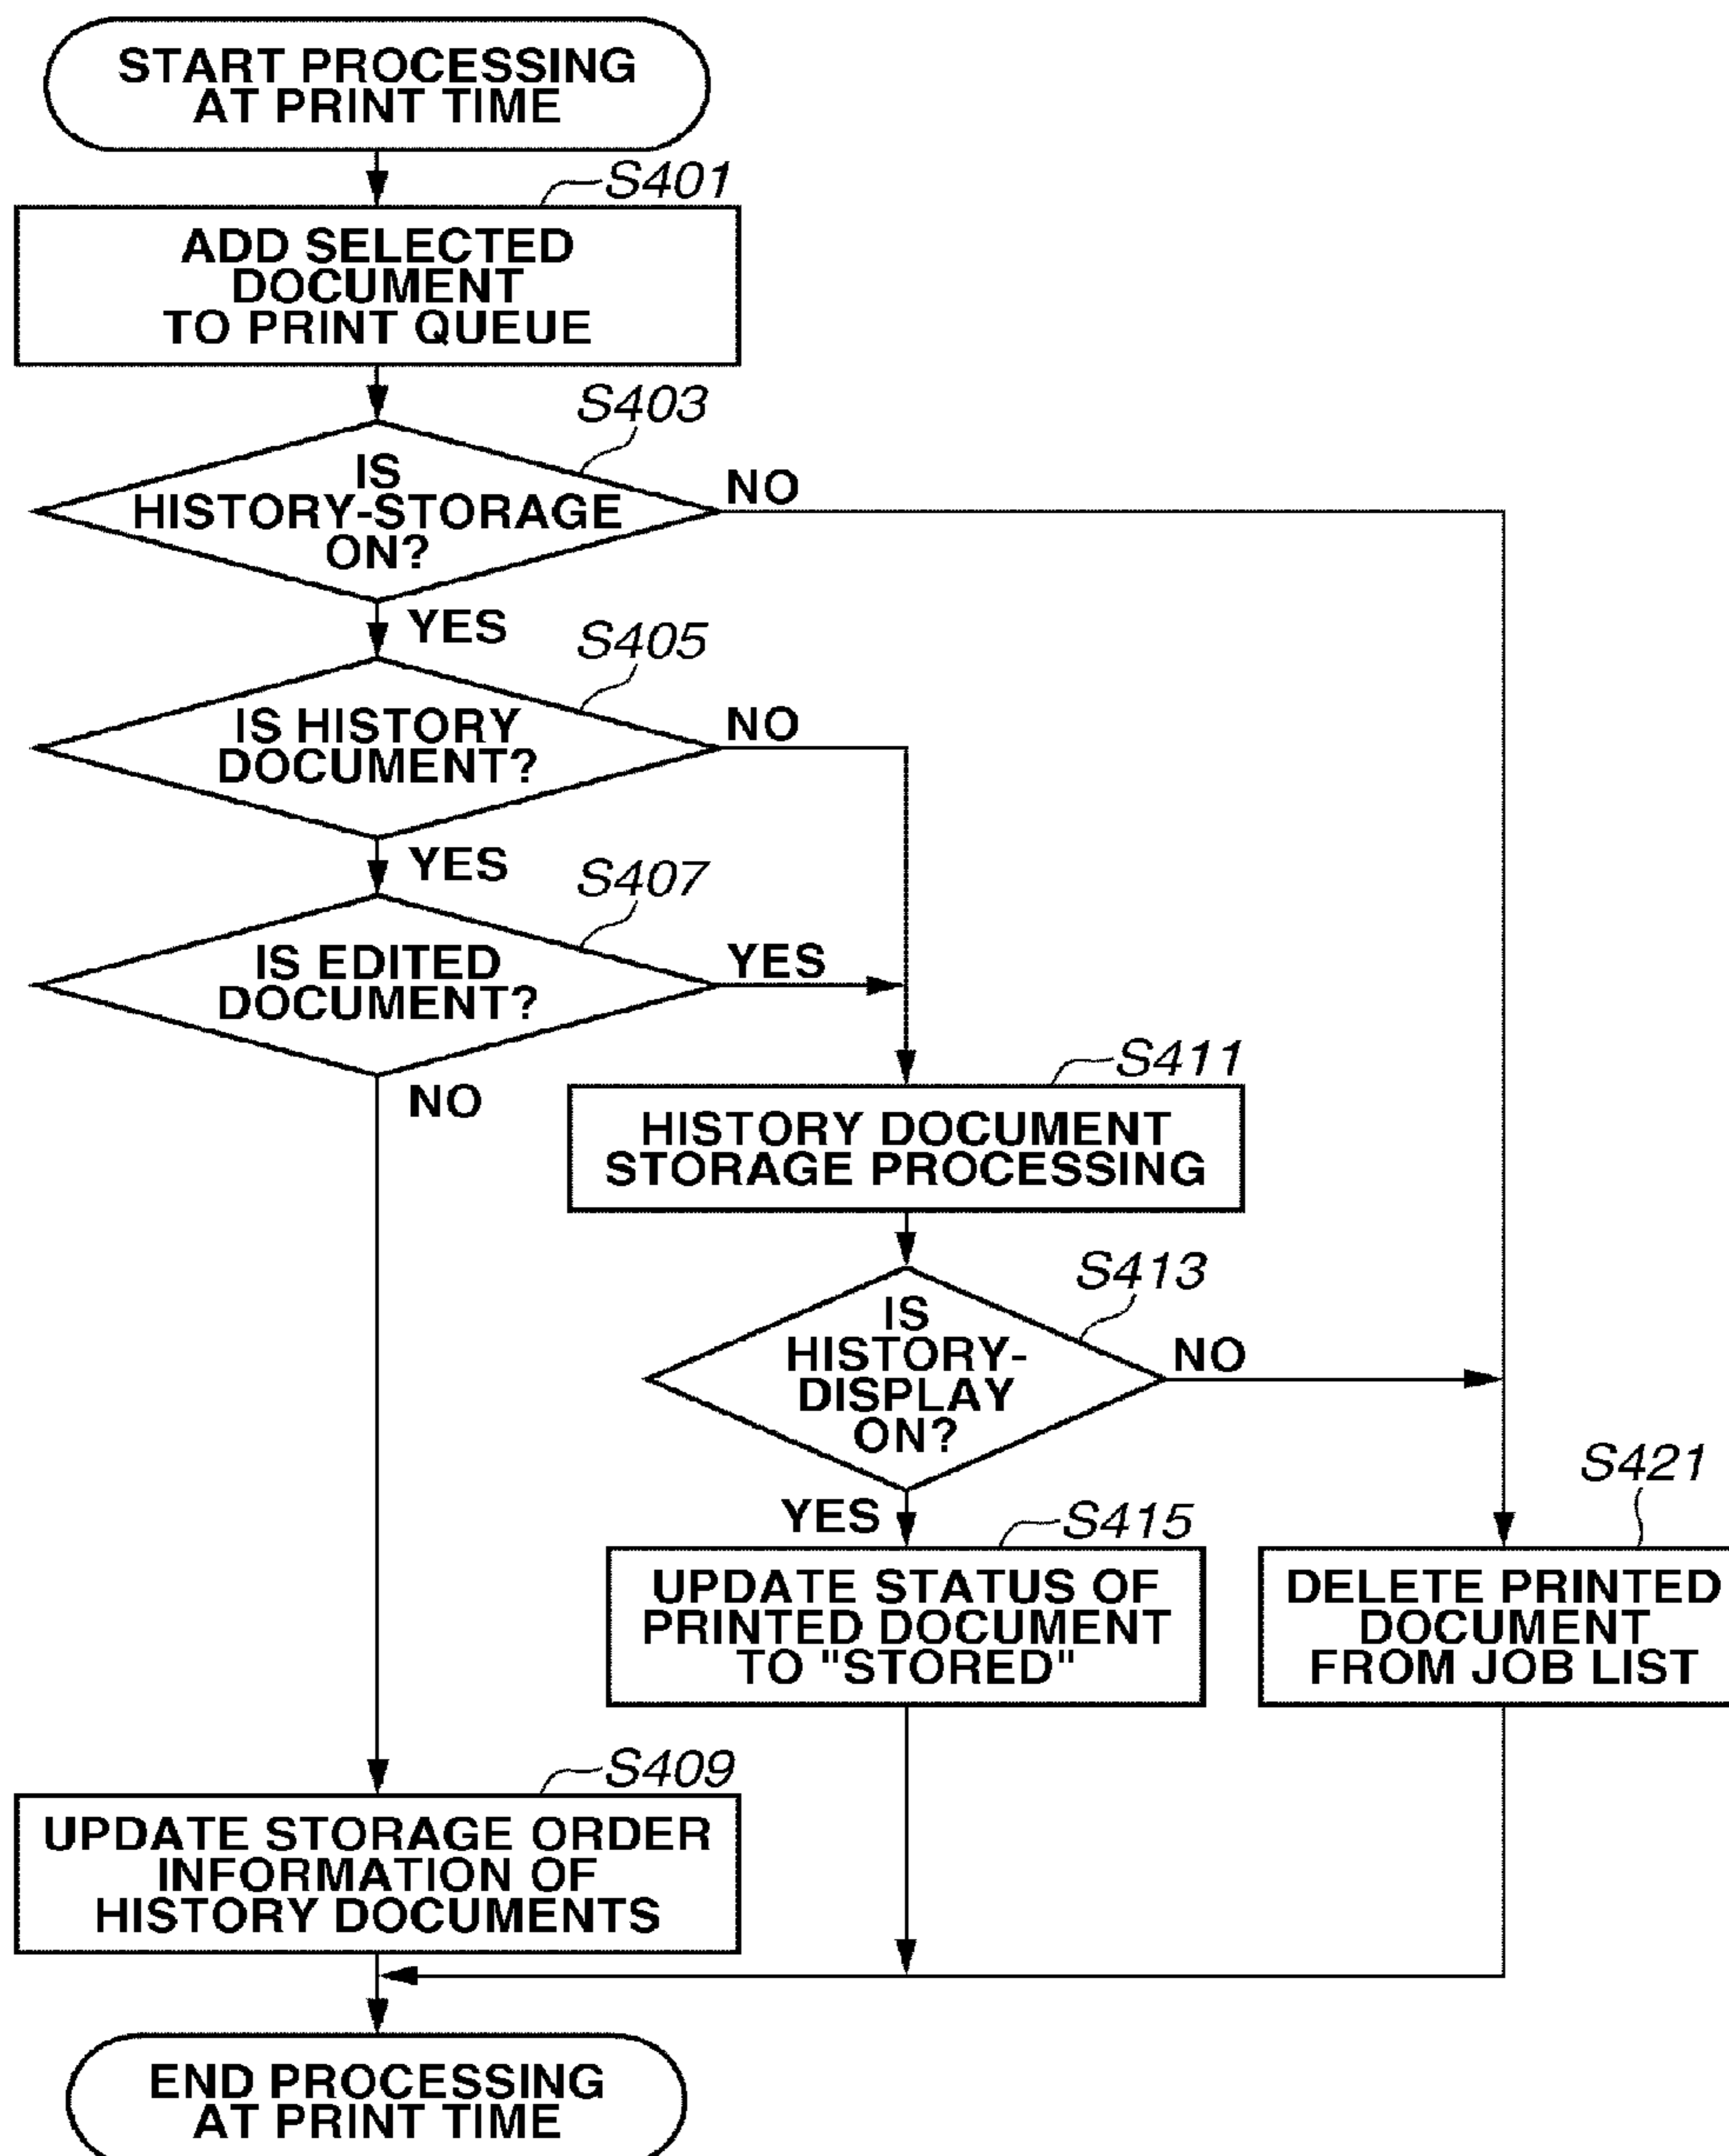 START PROCESSING
AT PRINT TIME
S401
ADD SELECTED
DOCUMENT
TO PRINT QUEUE
S403
IS
HISTORY-STORAGE
ON?
NO
YES
S405
IS HISTORY
DOCUMENT?
NO
YES
S407
IS EDITED
DOCUMENT?
YES
NO
S411
HISTORY DOCUMENT
STORAGE PROCESSING
S413
IS
HISTORY-
DISPLAY
ON?
NO
YES
S415
UPDATE STATUS OF
PRINTED DOCUMENT
TO "STORED"
S421
DELETE PRINTED
DOCUMENT
FROM JOB LIST
S409
UPDATE STORAGE ORDER
INFORMATION OF
HISTORY DOCUMENTS
END PROCESSING
AT PRINT TIME